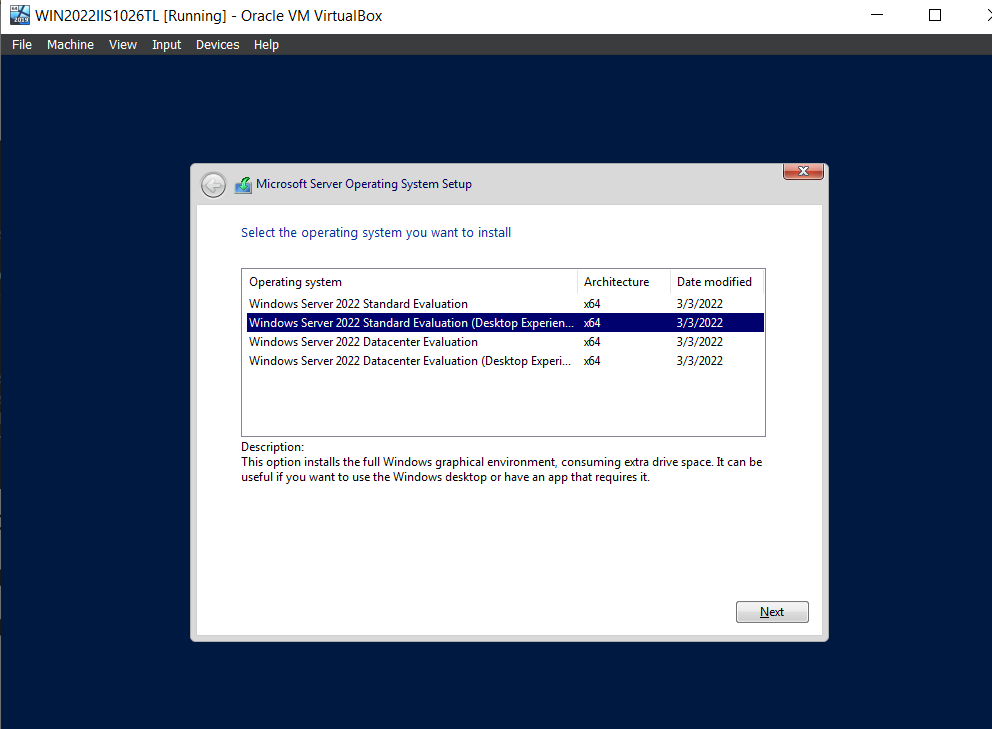 WIN2022IIS1026TL [Running] - Oracle VM VirtualBox
File Machine View Input Devices Help
Microsoft Server Operating System Setup
Select the operating system you want to install
Operating system Architecture Date modified
Windows Server 2022 Standard Evaluation x64 3/3/2022
Windows Server 2022 Standard Evaluation (Desktop Experien... x64 3/3/2022
Windows Server 2022 Datacenter Evaluation x64 3/3/2022
Windows Server 2022 Datacenter Evaluation (Desktop Experi... x64 3/3/2022
Description:
This option installs the full Windows graphical environment, consuming extra drive space. It can be
useful if you want to use the Windows desktop or have an app that requires it.
Next